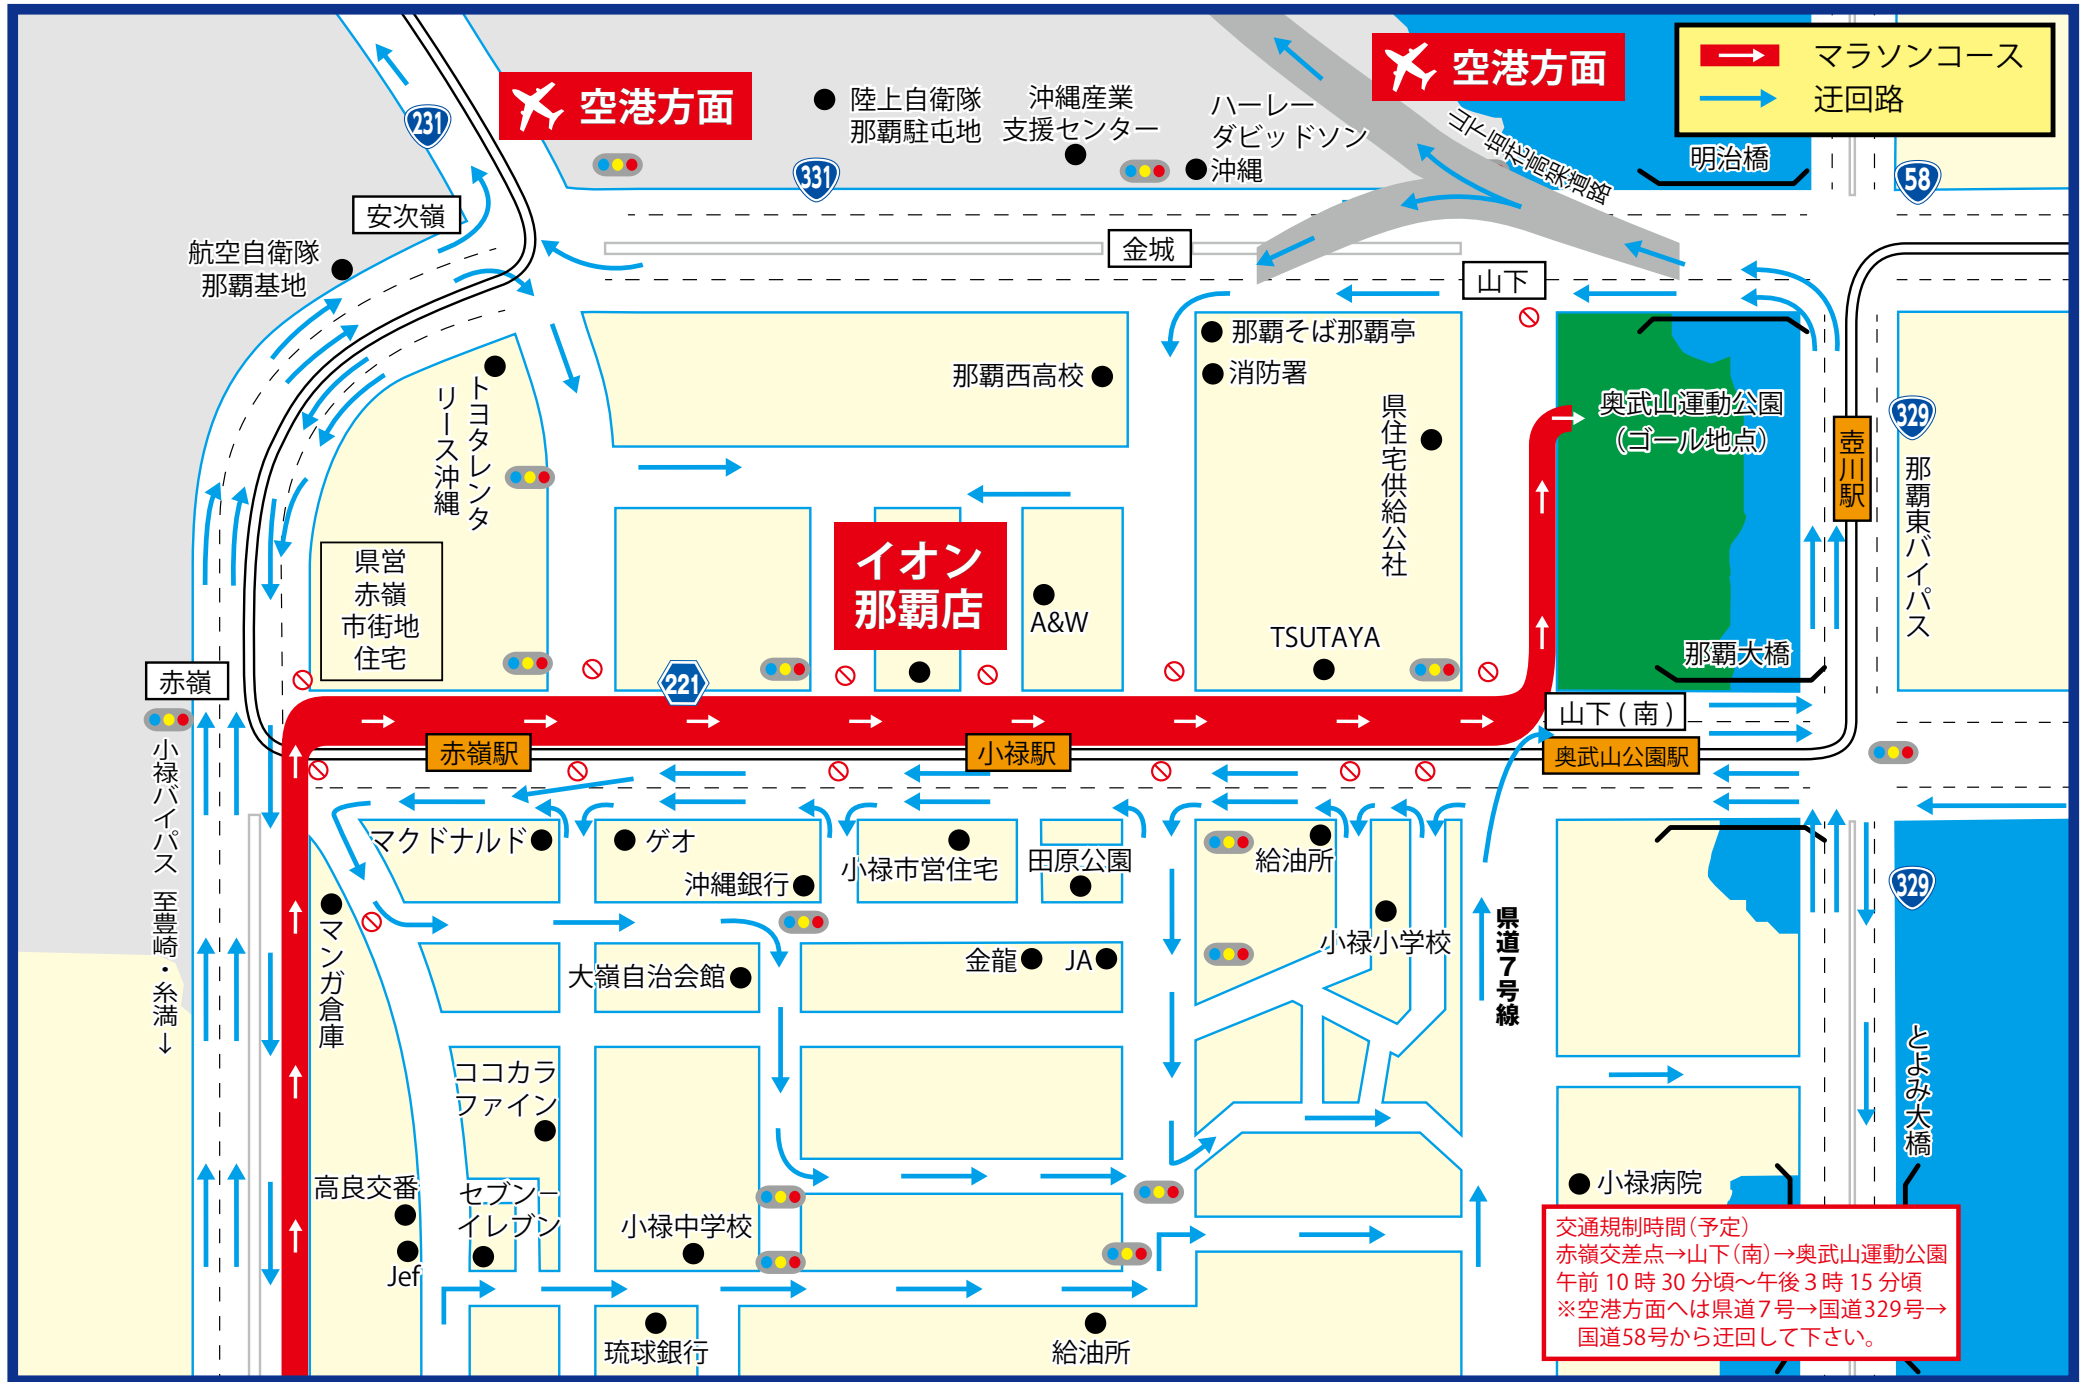 マラソンコース
迂回路
空港方面
空港方面
231
331
58
陸上自衛隊
那覇駐屯地
沖縄産業
支援センター
ハーレー
ダビッドソン
沖縄
山下垣花高架道路
明治橋
安次嶺
航空自衛隊
那覇基地
金城
山下
那覇そば那覇亭
消防署
那覇西高校
トヨタレンタ
リース沖縄
県住宅供給公社
奥武山運動公園
(ゴール地点)
壺川駅
329
那覇東バイパス
イオン
那覇店
A&W
県営
赤嶺
市街地
住宅
TSUTAYA
那覇大橋
赤嶺
221
山下(南)
赤嶺駅
小禄駅
奥武山公園駅
小禄バイパス 至豊崎・糸満→
マクドナルド
ゲオ
沖縄銀行
小禄市営住宅
田原公園
給油所
329
マンガ倉庫
小禄小学校
県道7号線
大嶺自治会館
金龍
JA
とよみ大橋
ココカラ
ファイン
高良交番
セブン−
イレブン
小禄中学校
小禄病院
Jef
琉球銀行
給油所
交通規制時間(予定)
赤嶺交差点→山下(南)→奥武山運動公園
午前10時30分頃〜午後3時15分頃
※空港方面へは県道7号→国道329号→
国道58号から迂回して下さい。